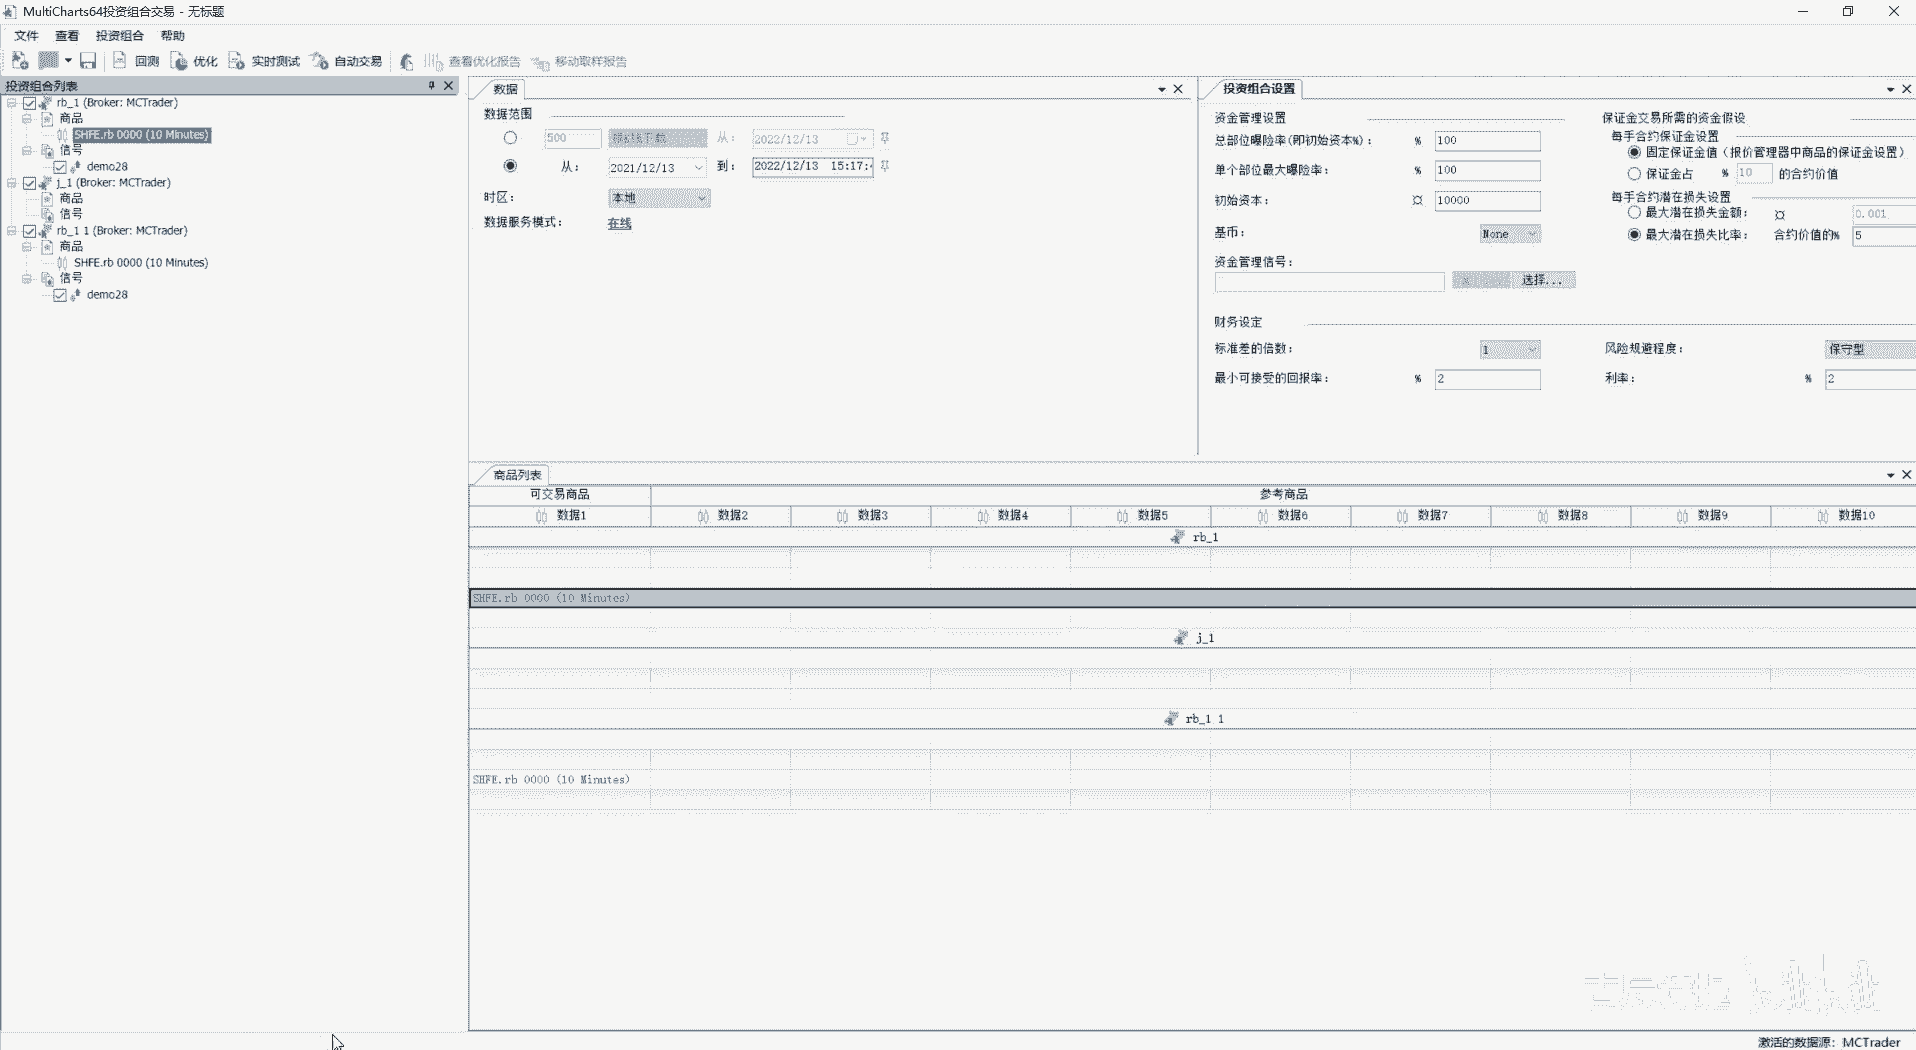 MultiCharts64投资组合交易 - 无标题
文件 查看 投资组合 帮助
回测 优化 实时测试 自动交易 查看优化报告 移动取样报告
投资组合列表
rb_1 (Broker: MCTrader)
商品
SHFE.rb 0000 (10 Minutes)
信号
demo28
j_1 (Broker: MCTrader)
商品
信号
rb_1 1 (Broker: MCTrader)
商品
SHFE.rb 0000 (10 Minutes)
信号
demo28
数据
数据范围
500 从: 2022/12/13
从: 2021/12/13 到: 2022/12/13 15:17:
时区: 本地
数据服务模式: 在线
投资组合设置
资金管理设置
总部位曝险率(即初始资本%): % 100
单个部位最大曝险率: % 100
初始资本: ¤ 10000
基币: None
资金管理信号:
选择...
保证金交易所需的资金假设
每手合约保证金设置
固定保证金值（报价管理器中商品的保证金设置）
保证金占 % 10 的合约价值
每手合约潜在损失设置
最大潜在损失金额: ¤ 0.001
最大潜在损失比率: 合约价值的% 5
财务设定
标准差的倍数: 1 风险规避程度: 保守型
最小可接受的回报率: % 2 利率: % 2
商品列表
可交易商品 参考商品
数据1 数据2 数据3 数据4 数据5 数据6 数据7 数据8 数据9 数据10
rb_1
SHFE.rb 0000 (10 Minutes)
j_1
rb_1 1
SHFE.rb 0000 (10 Minutes)
激活的数据源: MCTrader